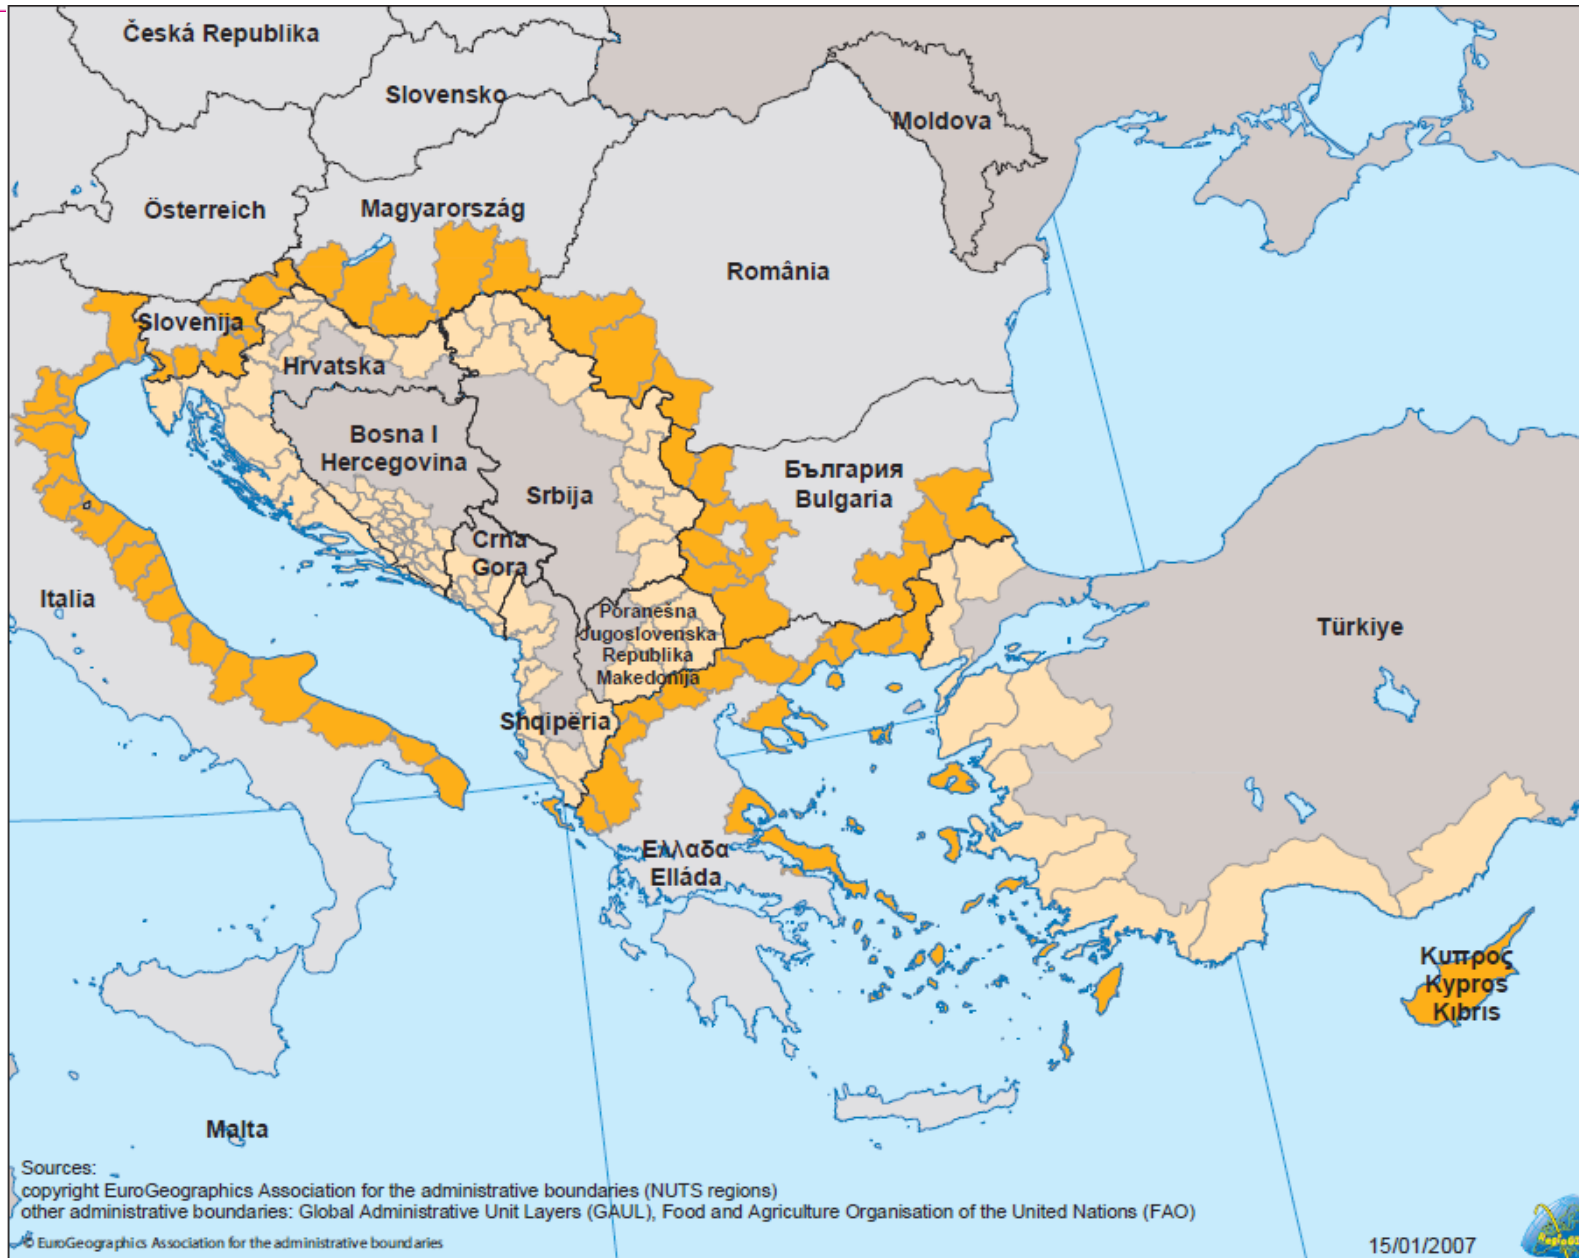 Česká Republika
Slovensko
Moldova
Österreich
Magyarország
România
Slovenija
Hrvatska
Bosna I
Hercegovina
Srbija
България
Bulgaria
Crna
Gora
Italia
Poranešna
Jugoslovenska
Republika
Makedonija
Türkiye
Shqipëria
Ελλαδα
Elláda
Κυπρος
Kypros
Kıbrıs
Malta
Sources:
copyright EuroGeographics Association for the administrative boundaries (NUTS regions)
other administrative boundaries: Global Administrative Unit Layers (GAUL), Food and Agriculture Organisation of the United Nations (FAO)
© EuroGeographics Association for the administrative boundaries
15/01/2007